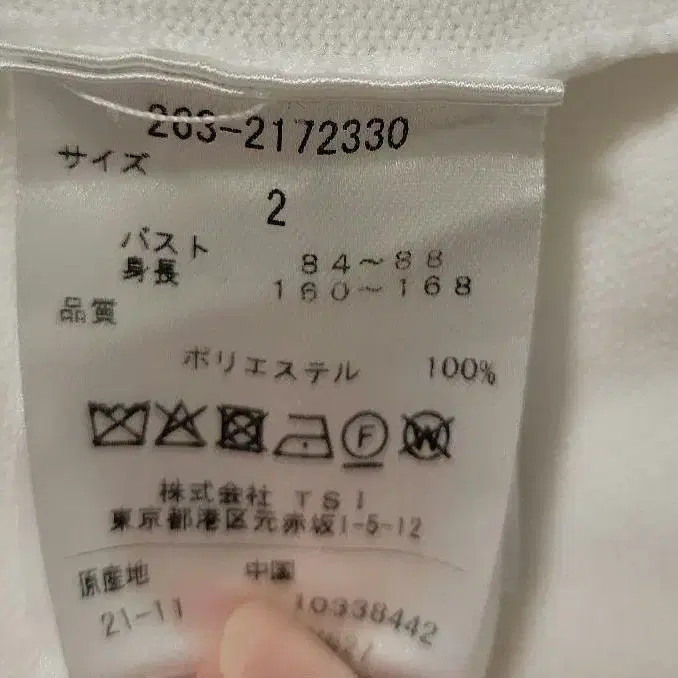 263-2172330
サイズ
2
バスト 84～88
身長 160～168
品質
ポリエステル 100%
F
W
株式会社 TSI
東京都港区元赤坂1-5-12
原産地 中国
21-11 10338442